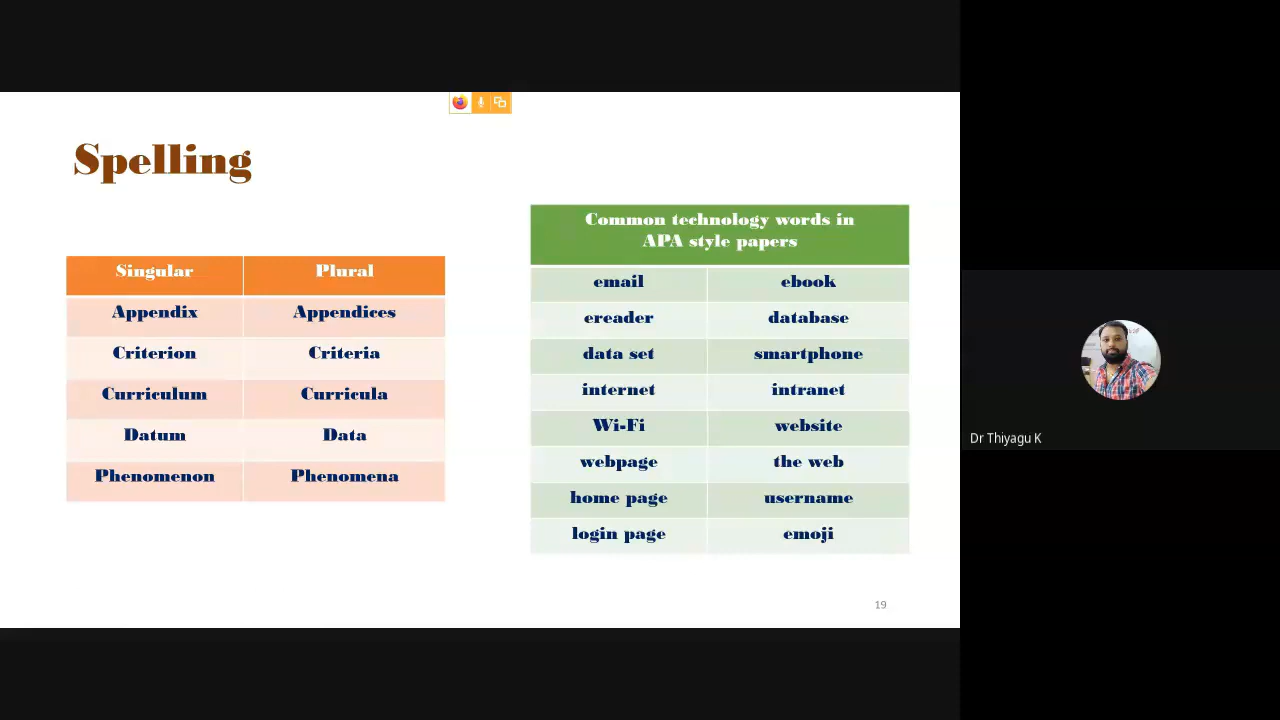 Spelling
Singular Plural
Appendix Appendices
Criterion Criteria
Curriculum Curricula
Datum Data
Phenomenon Phenomena
Common technology words in
APA style papers
email ebook
ereader database
data set smartphone
internet intranet
Wi-Fi website
webpage the web
home page username
login page emoji
19
Dr Thiyagu K